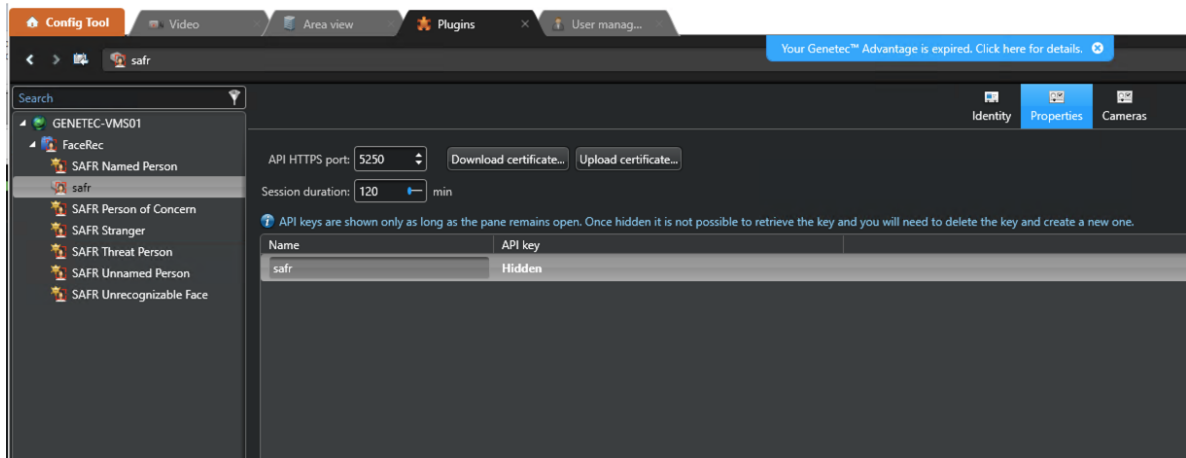 Config Tool
Video
Area view
Plugins
User manag...
Your Genetec™ Advantage is expired. Click here for details.
safr
Search
Identity
Properties
Cameras
GENETEC-VMS01
FaceRec
SAFR Named Person
safr
SAFR Person of Concern
SAFR Stranger
SAFR Threat Person
SAFR Unnamed Person
SAFR Unrecognizable Face
API HTTPS port: 5250 Download certificate... Upload certificate...
Session duration: 120 min
API keys are shown only as long as the pane remains open. Once hidden it is not possible to retrieve the key and you will need to delete the key and create a new one.
Name API key
safr Hidden